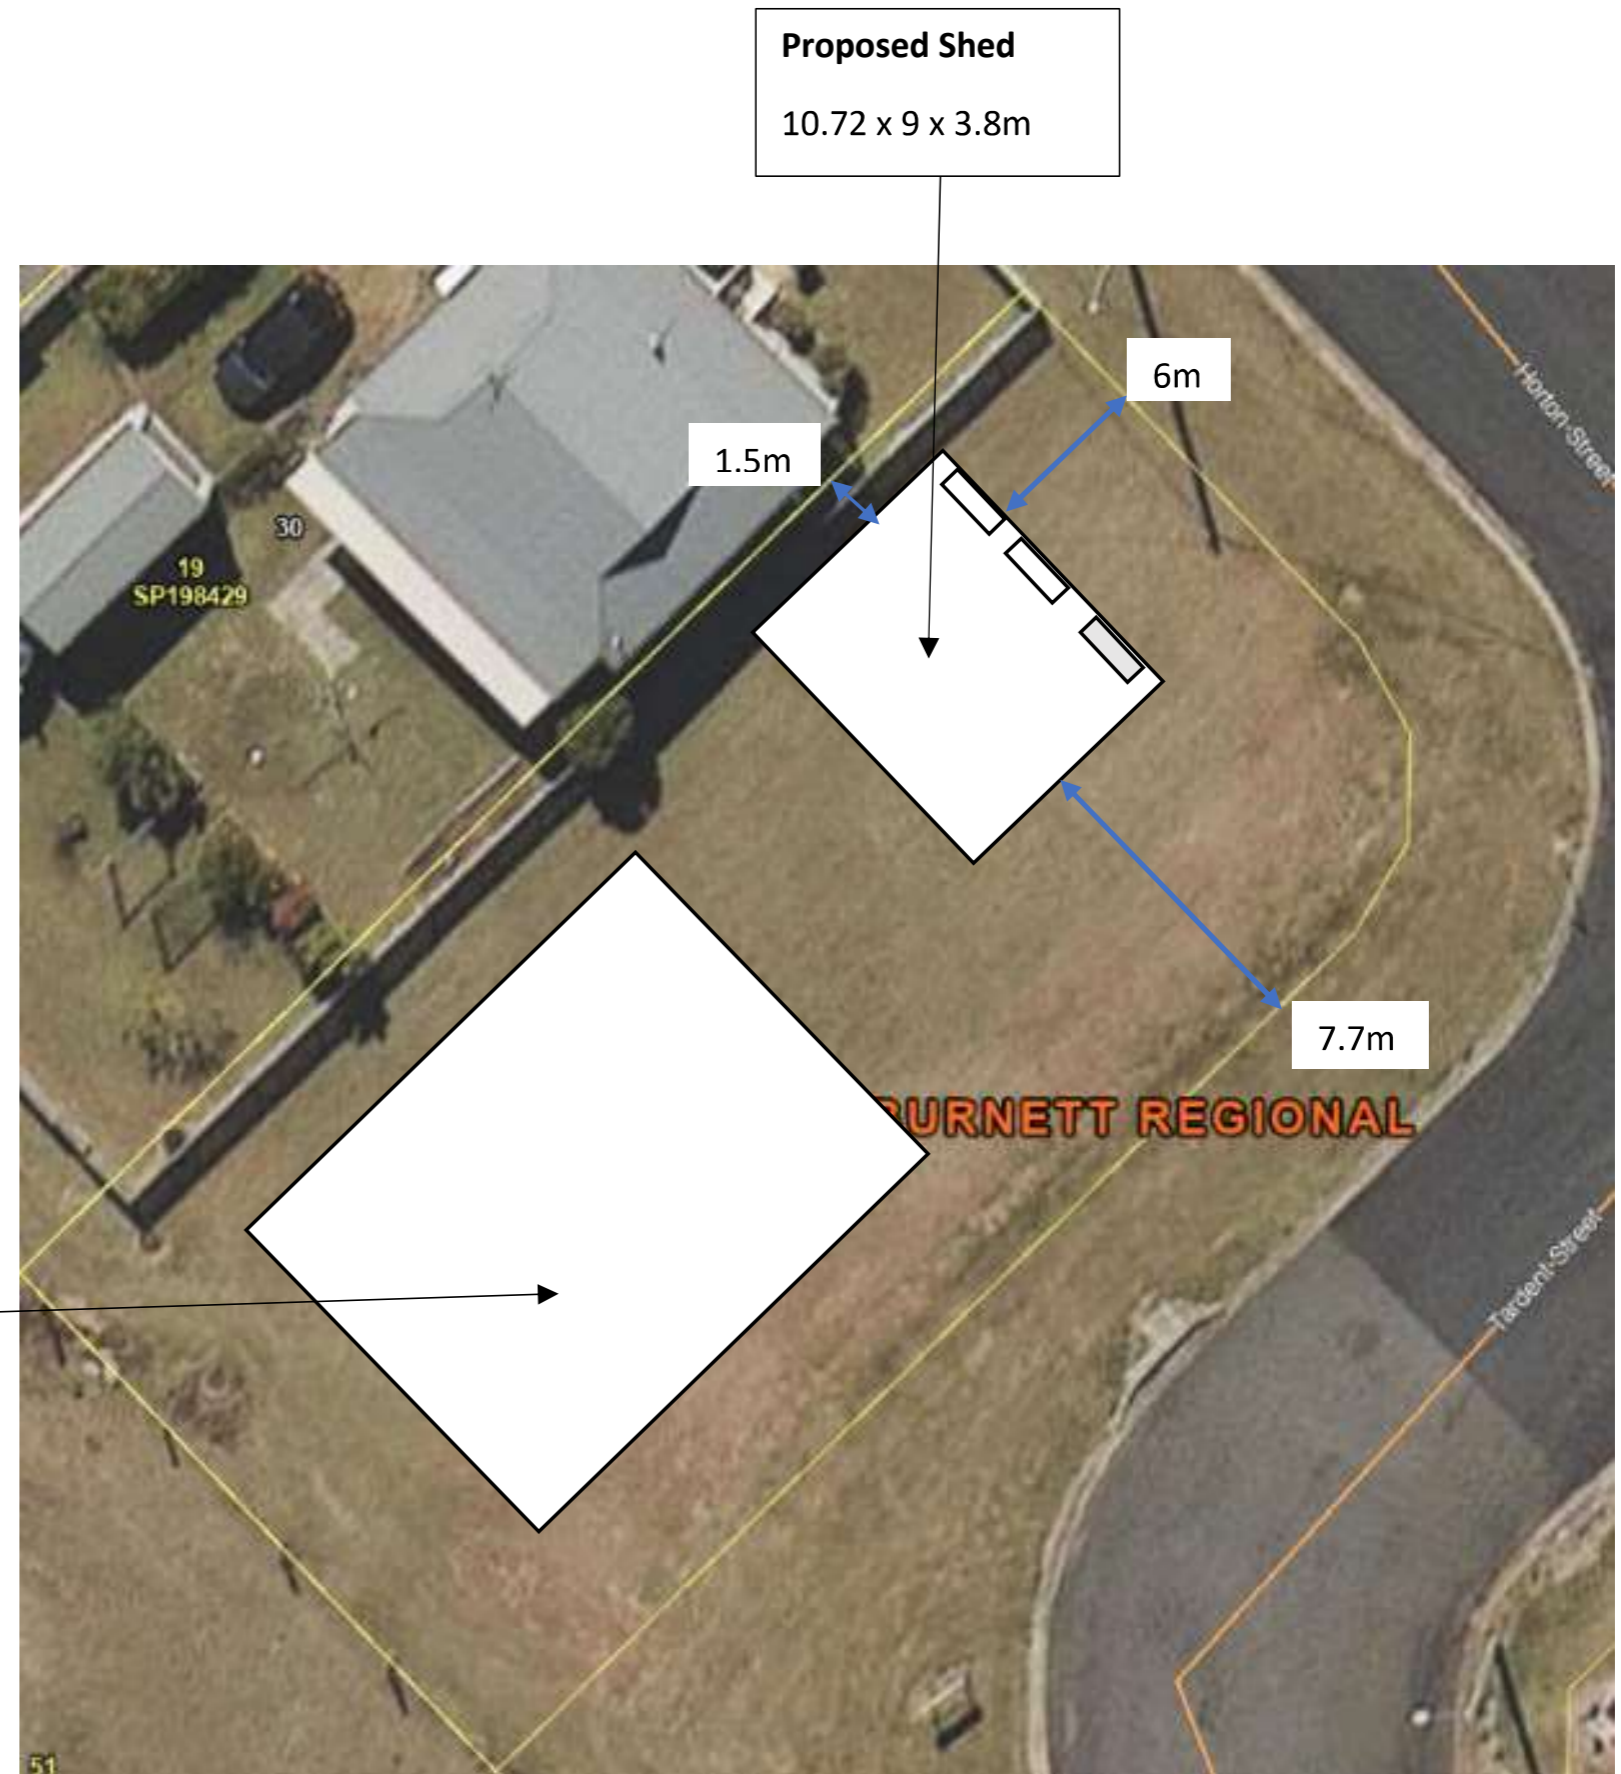 Proposed Shed
10.72 x 9 x 3.8m
6m
Horton-Street
1.5m
30
19
SP198429
7.7m
BURNETT REGIONAL
Tardent-Street
51